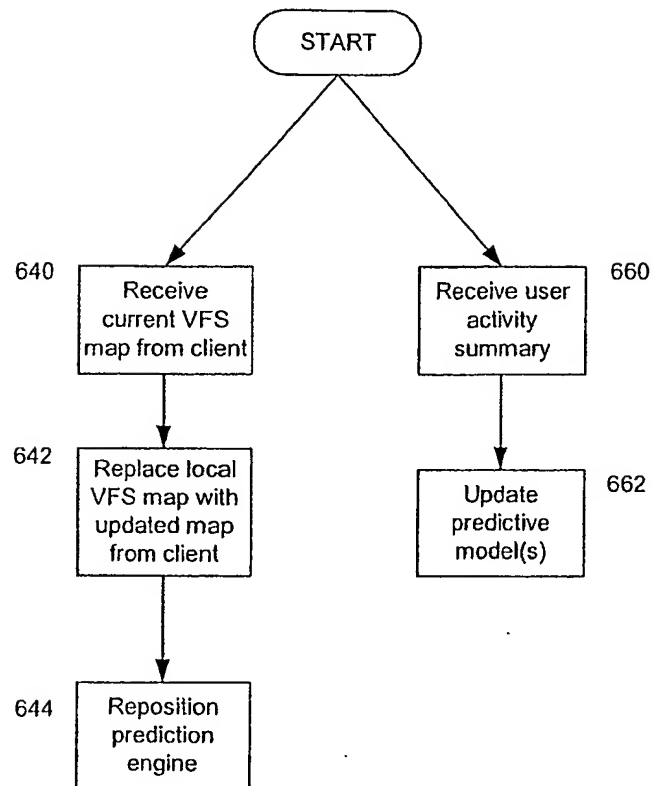 START
640
Receive
current VFS
map from client
660
Receive user
activity
summary
642
Replace local
VFS map with
updated map
from client
662
Update
predictive
model(s)
644
Reposition
prediction
engine